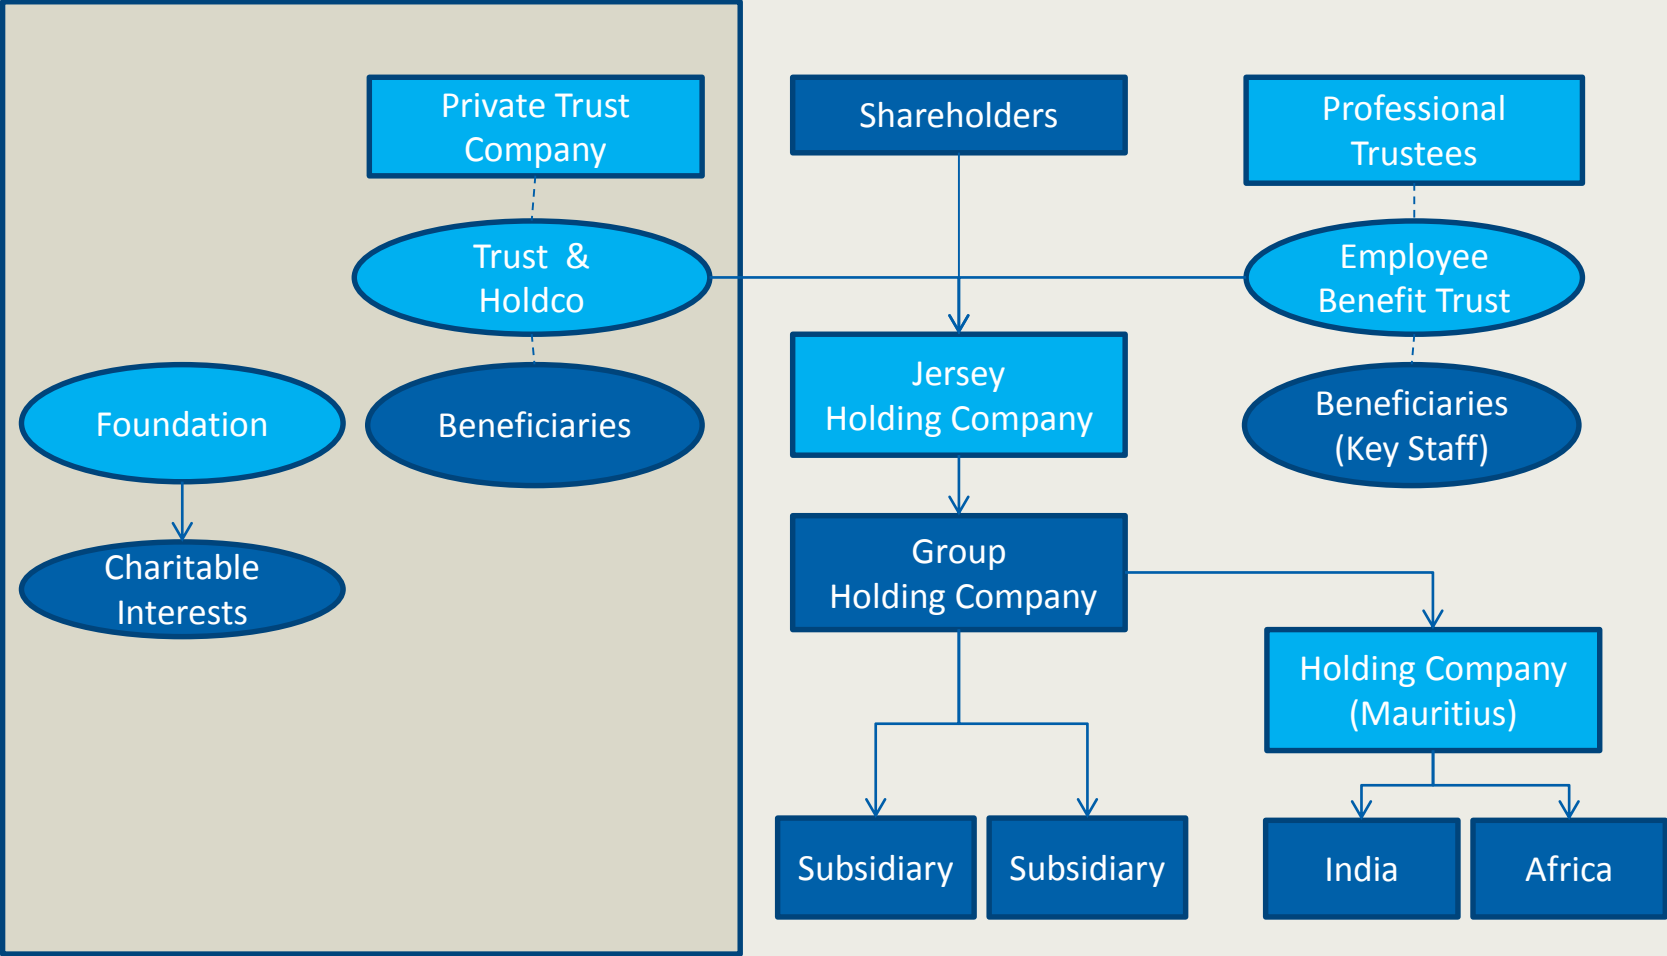 Private Trust
Company
Shareholders
Professional
Trustees
Trust &
Holdco
Employee
Benefit Trust
Jersey
Holding Company
Foundation
Beneficiaries
Beneficiaries
(Key Staff)
Group
Holding Company
Charitable
Interests
Holding Company
(Mauritius)
Subsidiary
Subsidiary
India
Africa